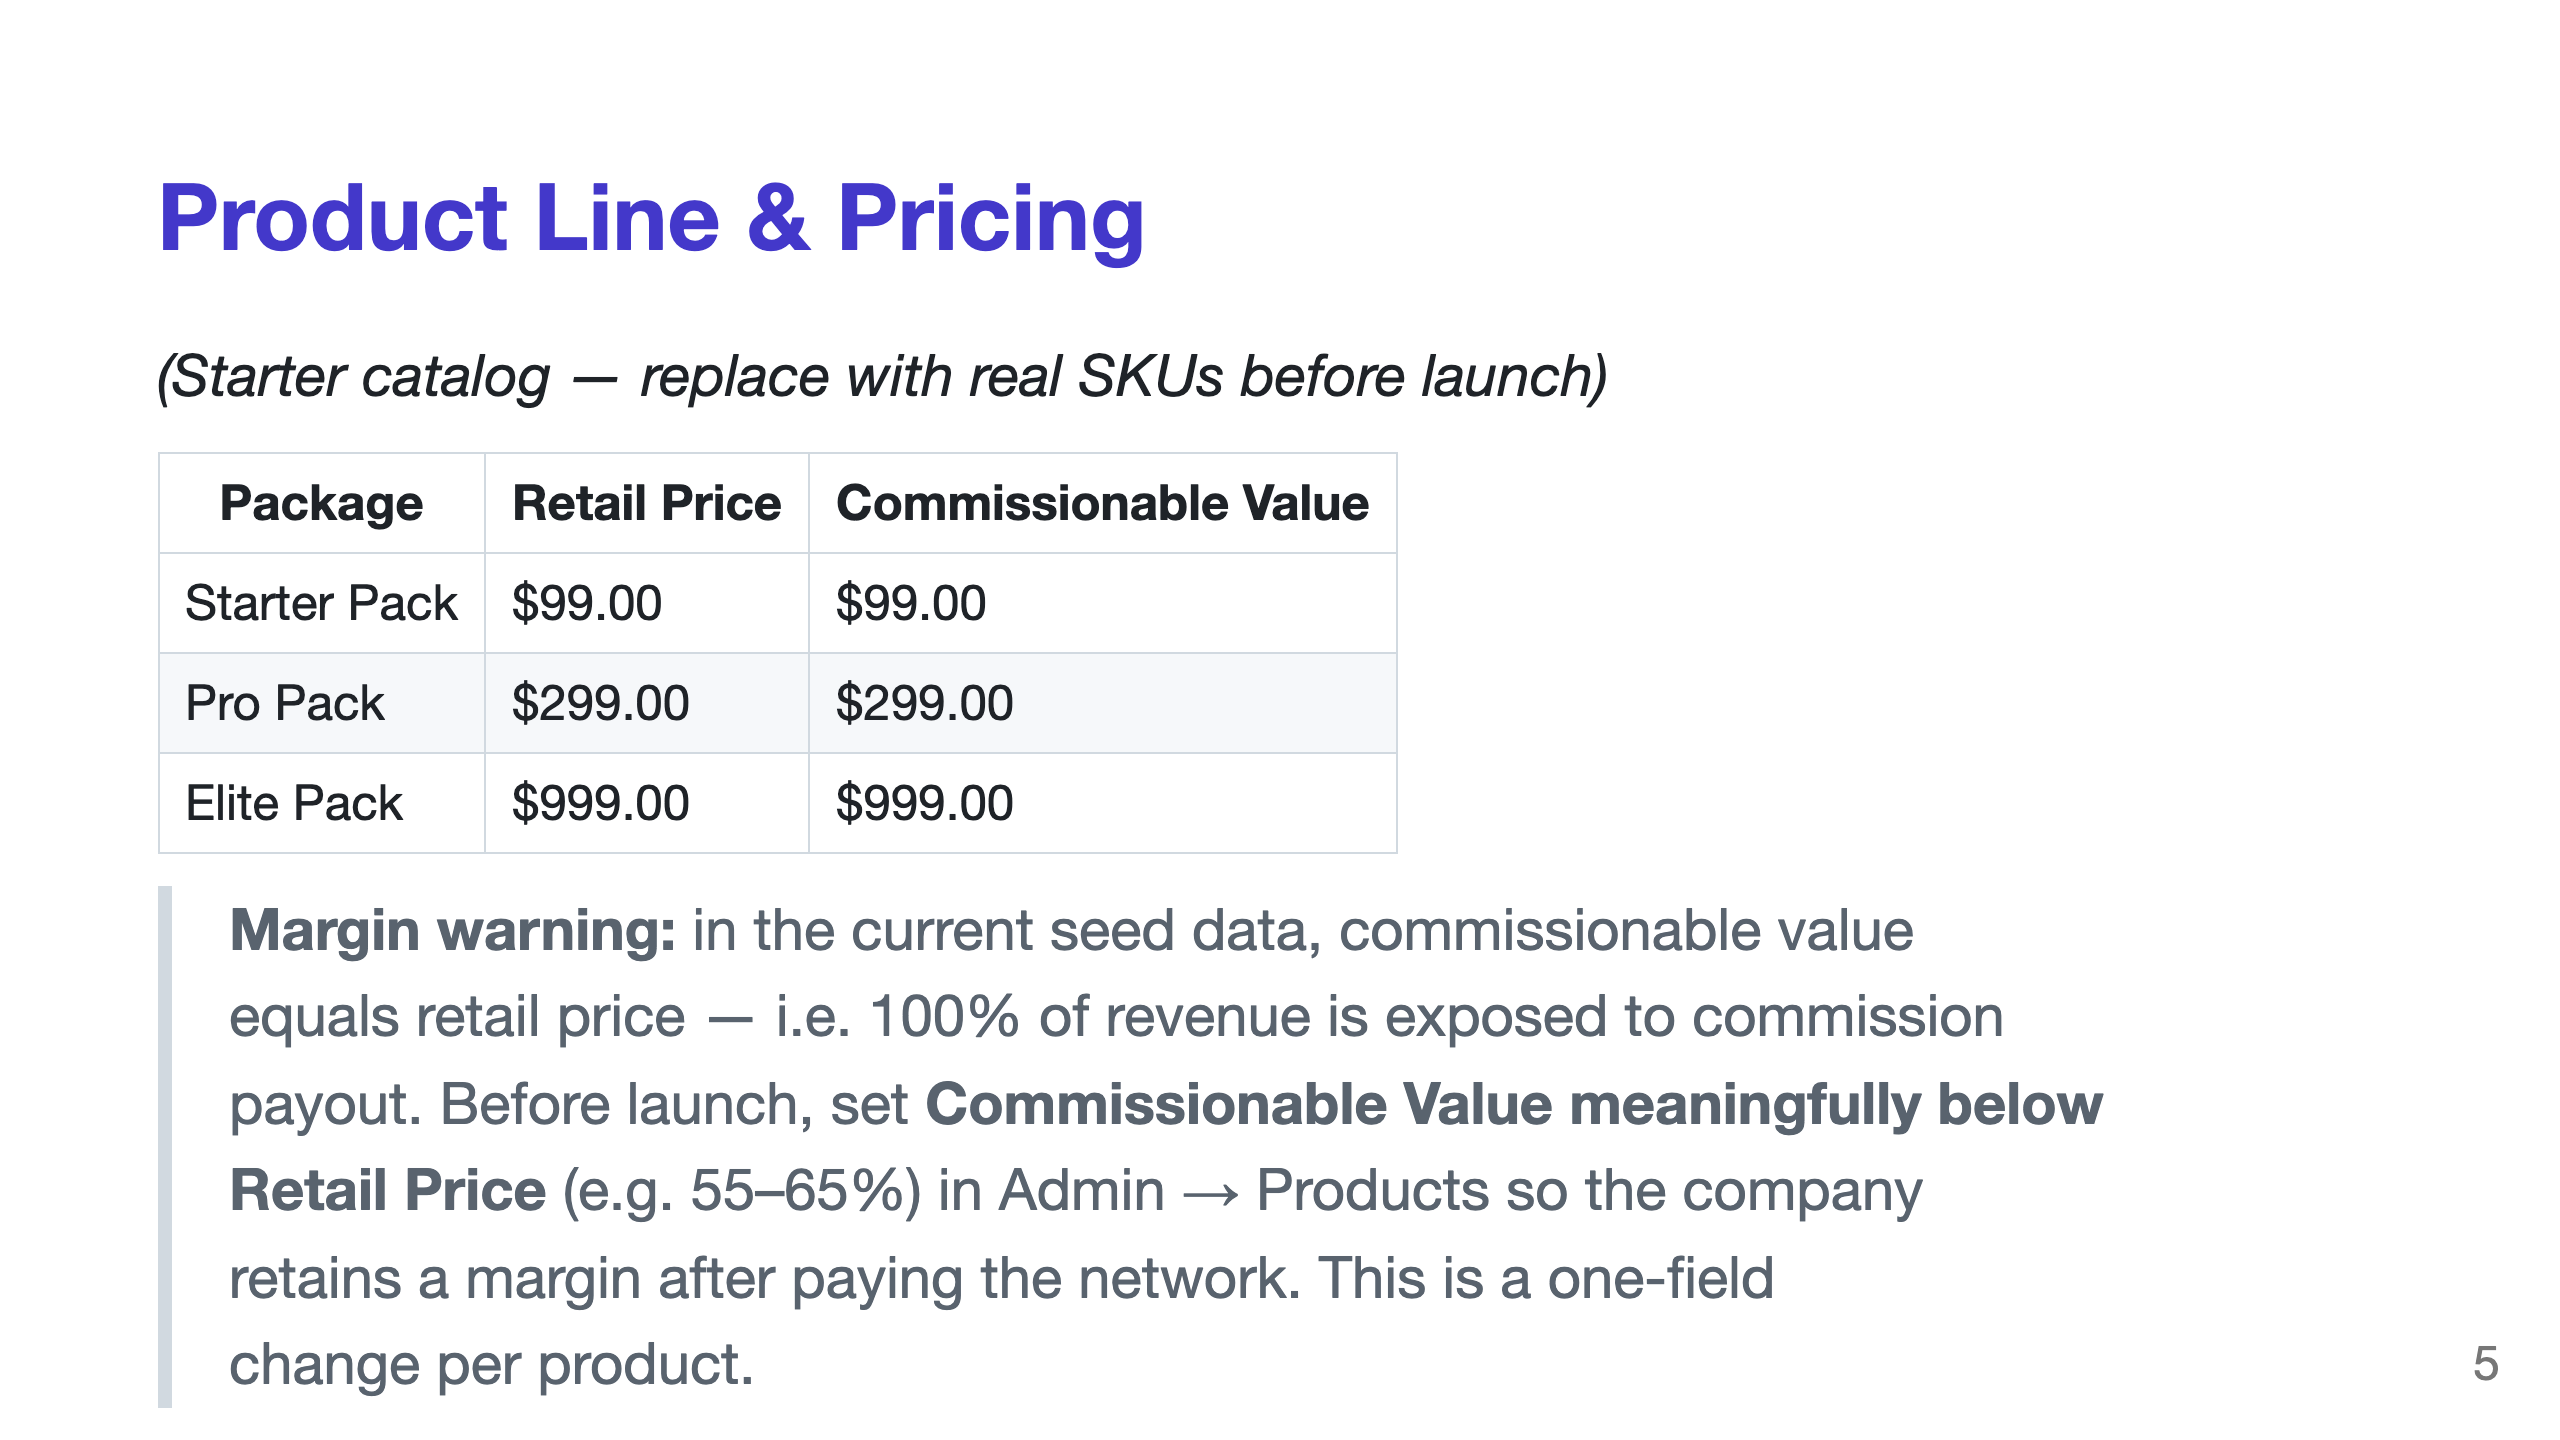 Product Line & Pricing
(Starter catalog — replace with real SKUs before launch)
Package Retail Price Commissionable Value
Starter Pack $99.00 $99.00
Pro Pack $299.00 $299.00
Elite Pack $999.00 $999.00
Margin warning: in the current seed data, commissionable value
equals retail price — i.e. 100% of revenue is exposed to commission
payout. Before launch, set Commissionable Value meaningfully below
Retail Price (e.g. 55–65%) in Admin → Products so the company
retains a margin after paying the network. This is a one-field
change per product.
5